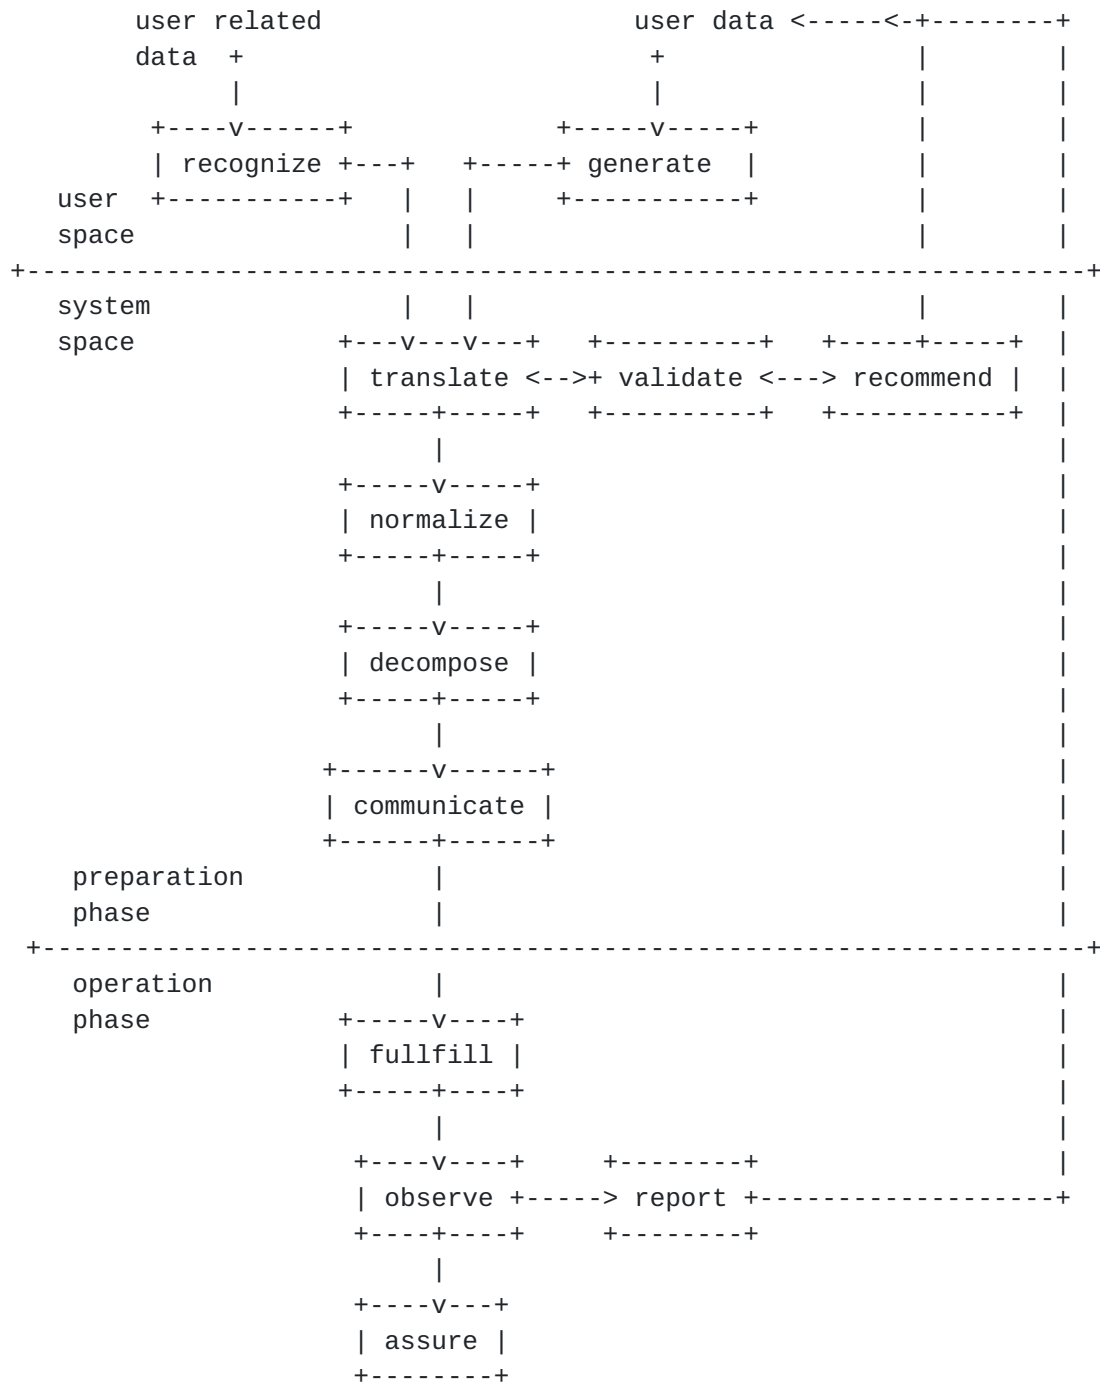 user related user data <-----<-+--------+
data + + | |
| | | |
+----v------+ +-----v-----+ | |
| recognize +---+ +-----+ generate | | |
user +-----------+ | | +-----------+ | |
space | | | |
+--------------------------------------------------------------------+
system | | | |
space +---v---v---+ +----------+ +-----+-----+ |
| translate <-->+ validate <---> recommend | |
+-----+-----+ +----------+ +-----------+ |
| |
+-----v-----+ |
| normalize | |
+-----+-----+ |
| |
+-----v-----+ |
| decompose | |
+-----+-----+ |
| |
+------v------+ |
| communicate | |
+------+------+ |
preparation | |
phase | |
+-------------------------------------------------------------------+
operation | |
phase +-----v----+ |
| fullfill | |
+-----+----+ |
| |
+----v----+ +--------+ |
| observe +-----> report +-------------------+
+----+----+ +--------+
|
+----v---+
| assure |
+--------+